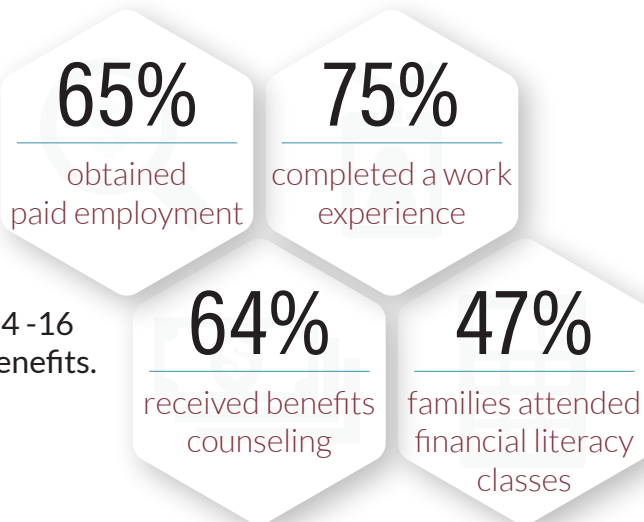 65%
obtained
paid employment
75%
completed a work
experience
4 -16
enefits.
64%
received benefits
counseling
47%
families attended
financial literacy
classes